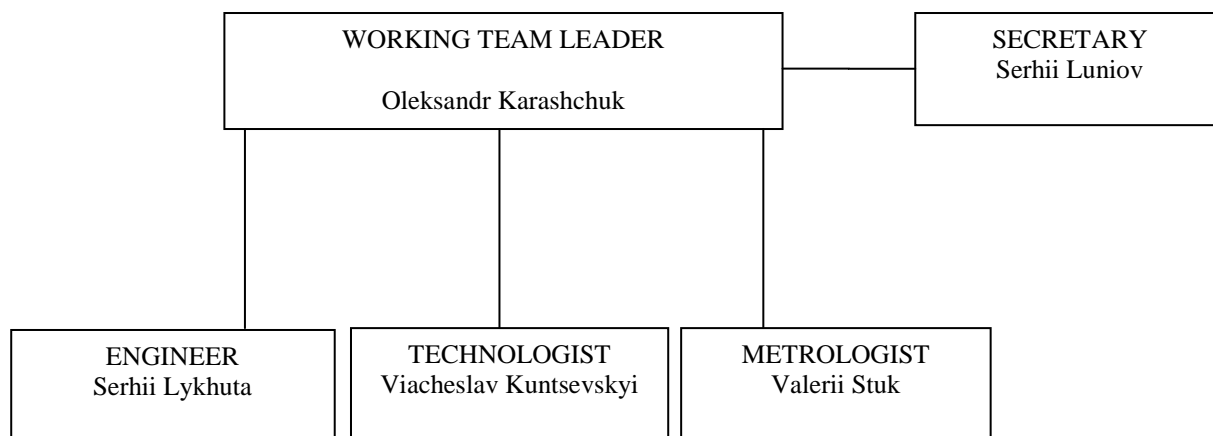 WORKING TEAM LEADER
Oleksandr Karashchuk
SECRETARY
Serhii Luniov
ENGINEER
Serhii Lykhuta
TECHNOLOGIST
Viacheslav Kuntsevskyi
METROLOGIST
Valerii Stuk